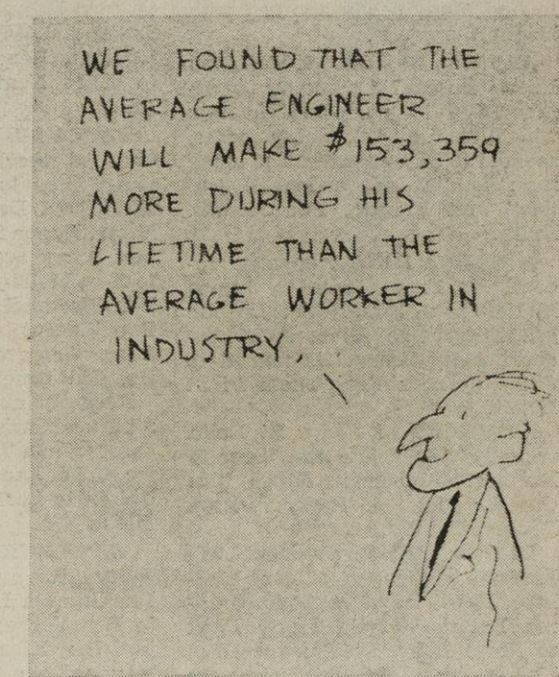 WE FOUND THAT THE
AVERAGE ENGINEER
WILL MAKE $153,359
MORE DURING HIS
LIFETIME THAN THE
AVERAGE WORKER IN
INDUSTRY,